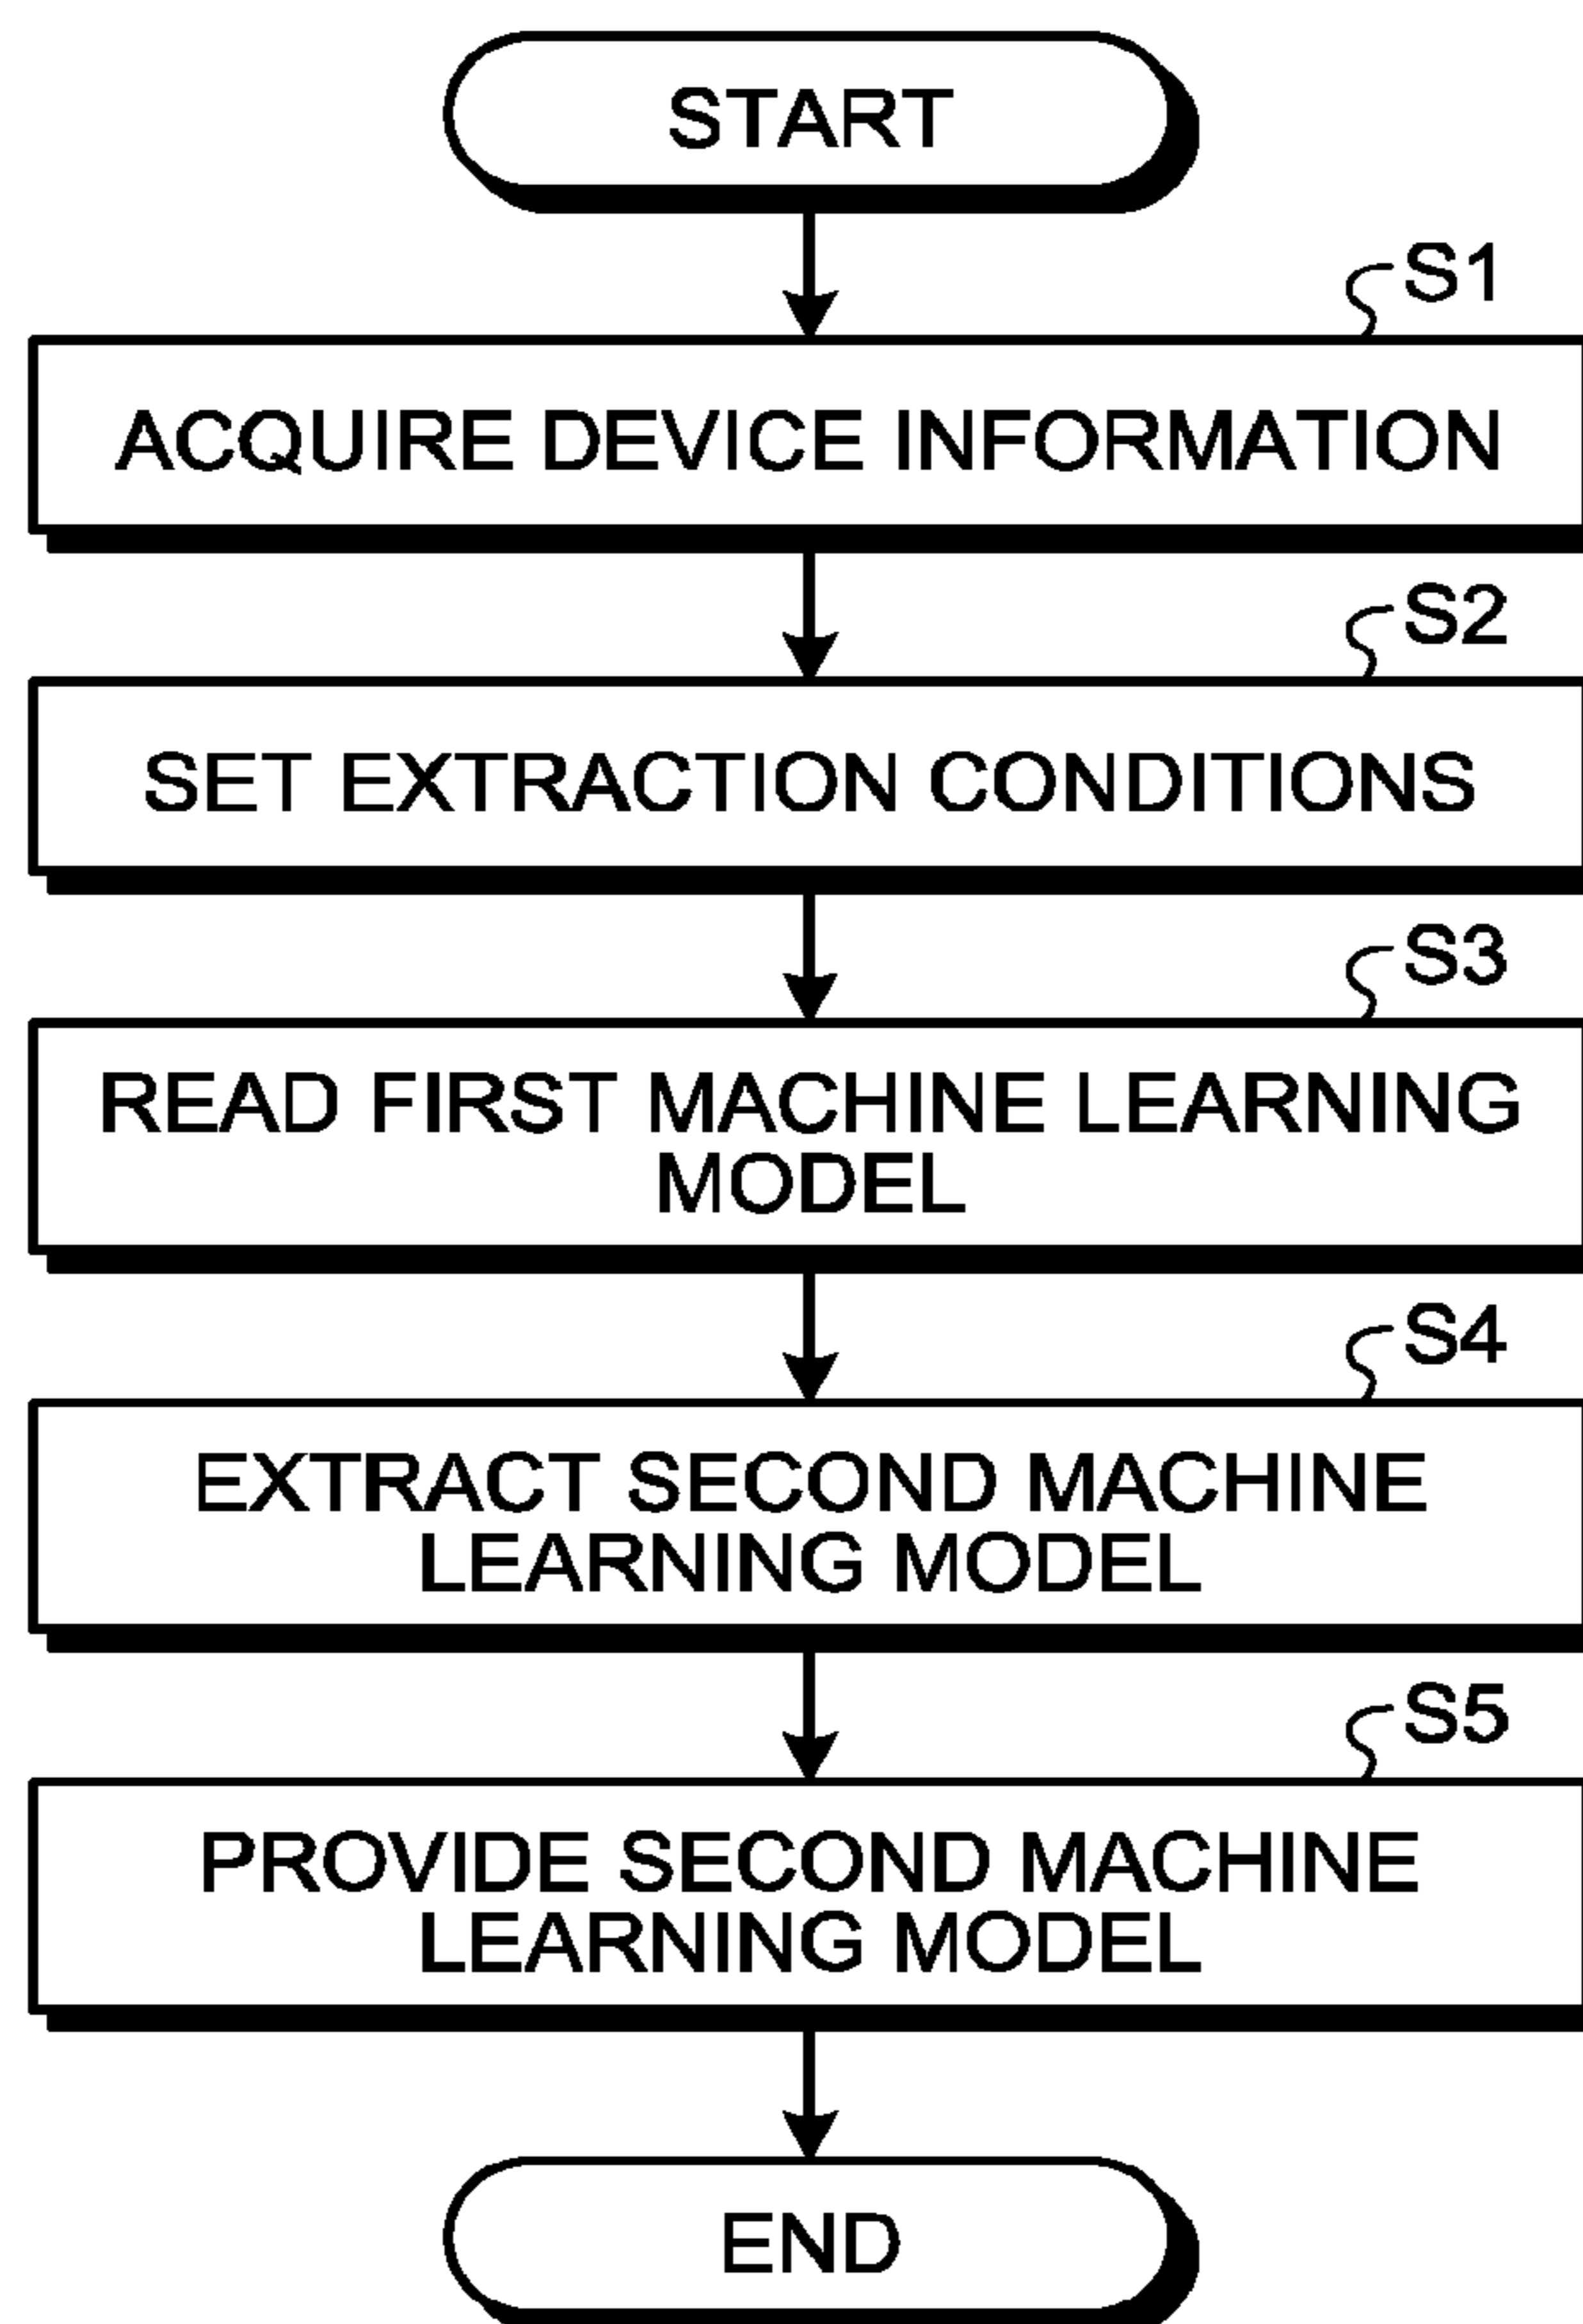 START
S1
ACQUIRE DEVICE INFORMATION
S2
SET EXTRACTION CONDITIONS
S3
READ FIRST MACHINE LEARNING
MODEL
S4
EXTRACT SECOND MACHINE
LEARNING MODEL
S5
PROVIDE SECOND MACHINE
LEARNING MODEL
END